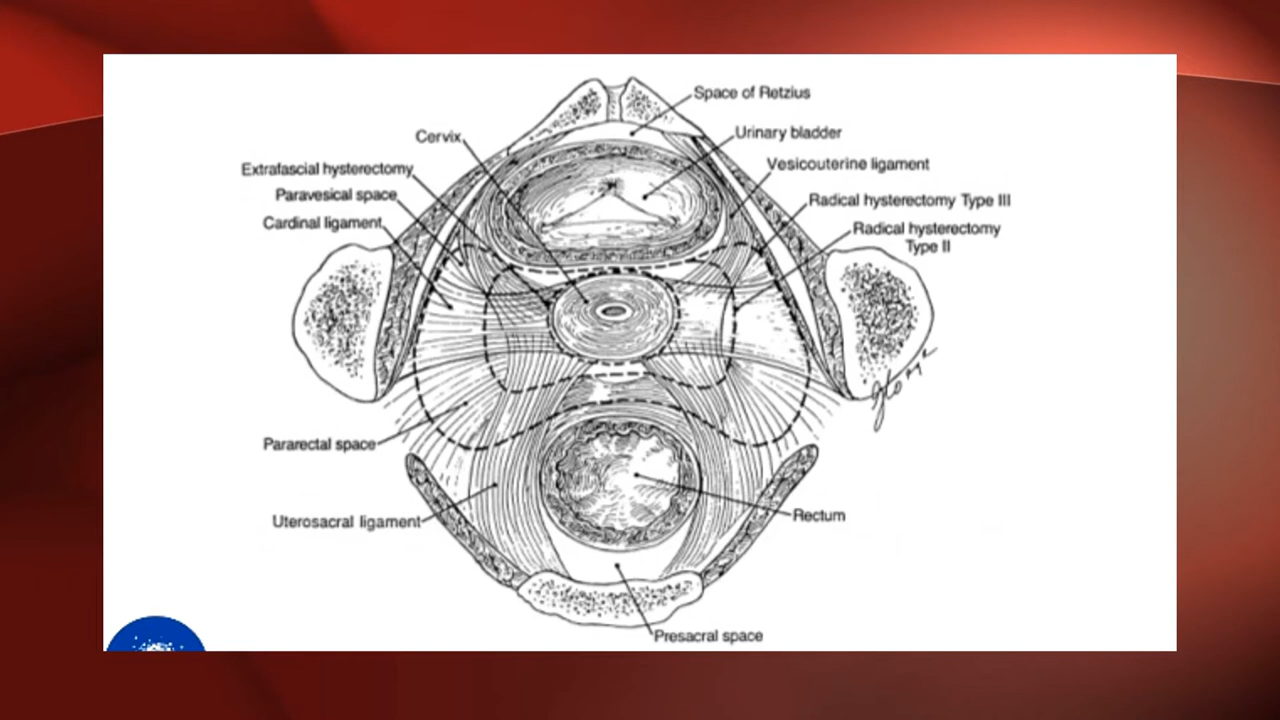 Space of Retzius
Urinary bladder
Cervix
Vesicouterine ligament
Extrafascial hysterectomy
Paravesical space
Radical hysterectomy Type III
Cardinal ligament
Radical hysterectomy
Type II
Pararectal space
Uterosacral ligament
Rectum
Presacral space